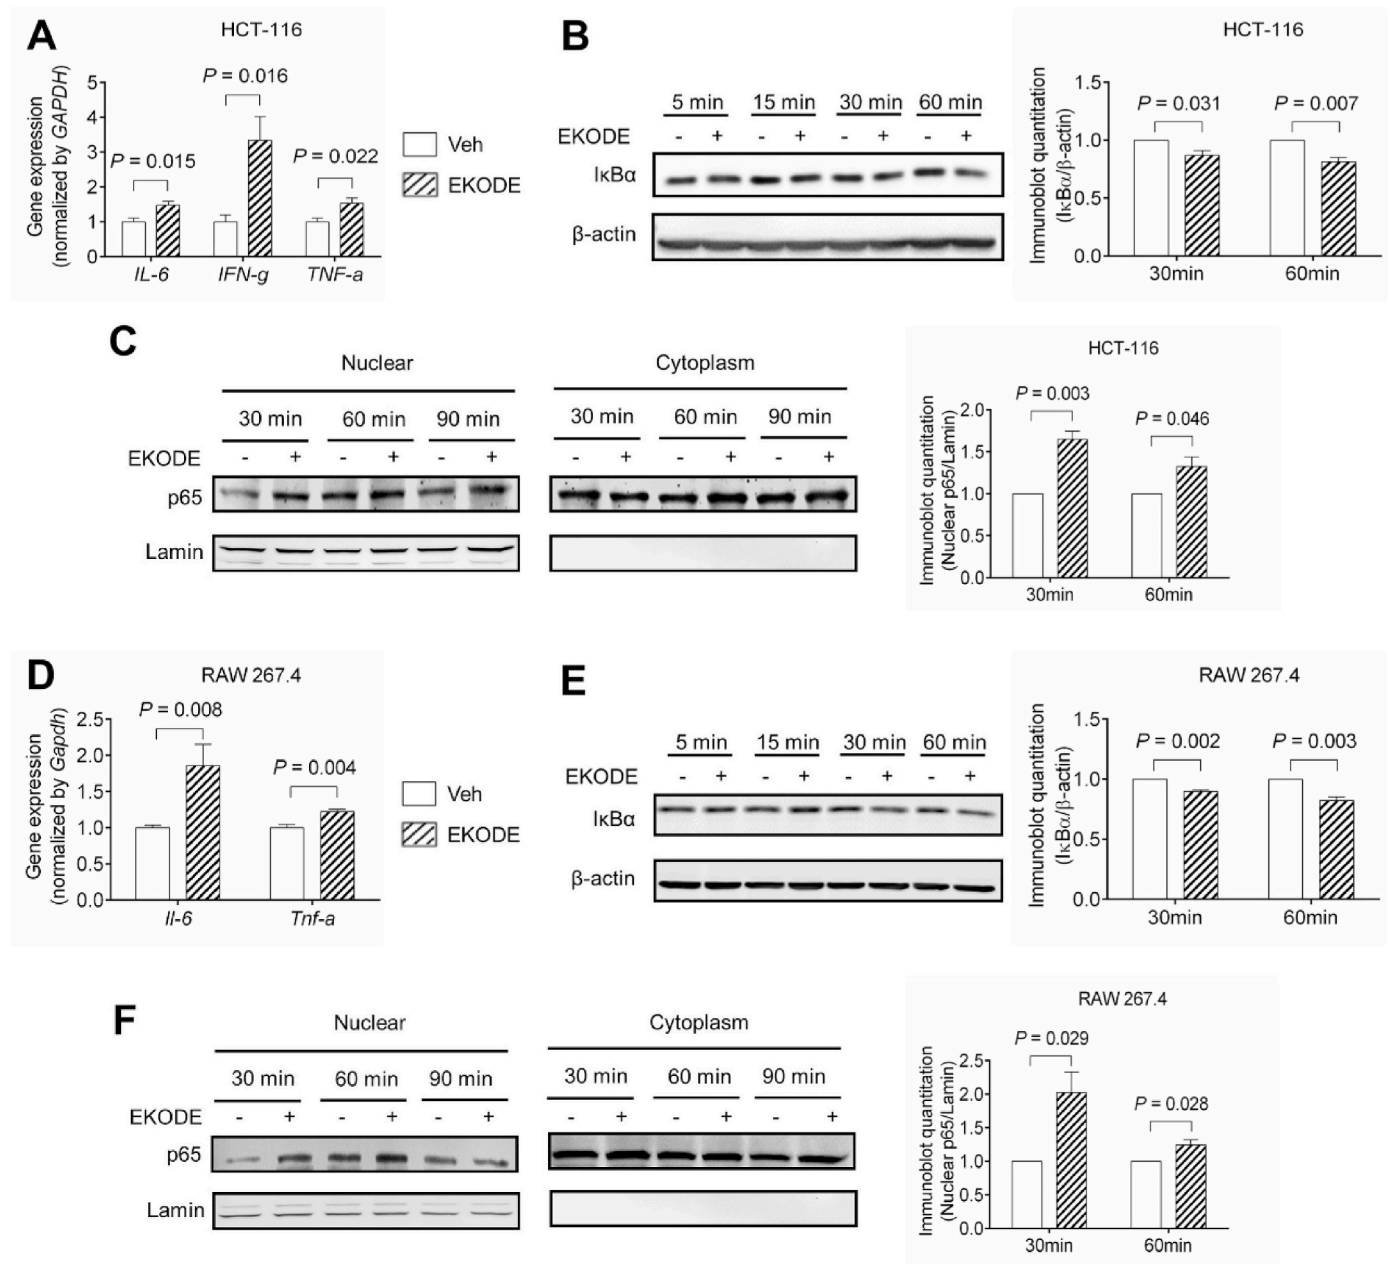 A
HCT-116
Gene expression
(normalized by GAPDH)
5
4
3
2
1
0
P = 0.015
P = 0.016
P = 0.022
IL-6 IFN-g TNF-a
Veh
EKODE
B
5 min 15 min 30 min 60 min
EKODE - + - + - + - +
IκBα
β-actin
HCT-116
Immunoblot quantitation
(IκBα/β-actin)
1.5
1.0
0.5
0.0
P = 0.031 P = 0.007
30min 60min
C
Nuclear Cytoplasm
30 min 60 min 90 min 30 min 60 min 90 min
EKODE - + - + - + - + - + - +
p65
Lamin
HCT-116
Immunoblot quantitation
(Nuclear p65/Lamin)
2.0
1.5
1.0
0.5
0.0
P = 0.003
P = 0.046
30min 60min
D
RAW 267.4
Gene expression
(normalized by Gapdh)
2.5
2.0
1.5
1.0
0.5
0.0
P = 0.008
P = 0.004
Il-6 Tnf-a
Veh
EKODE
E
5 min 15 min 30 min 60 min
EKODE - + - + - + - +
IκBα
β-actin
RAW 267.4
Immunoblot quantitation
(IκBα/β-actin)
1.5
1.0
0.5
0.0
P = 0.002 P = 0.003
30min 60min
F
Nuclear Cytoplasm
30 min 60 min 90 min 30 min 60 min 90 min
EKODE - + - + - + - + - + - +
p65
Lamin
RAW 267.4
Immunoblot quantitation
(Nuclear p65/Lamin)
2.5
2.0
1.5
1.0
0.5
0.0
P = 0.029
P = 0.028
30min 60min